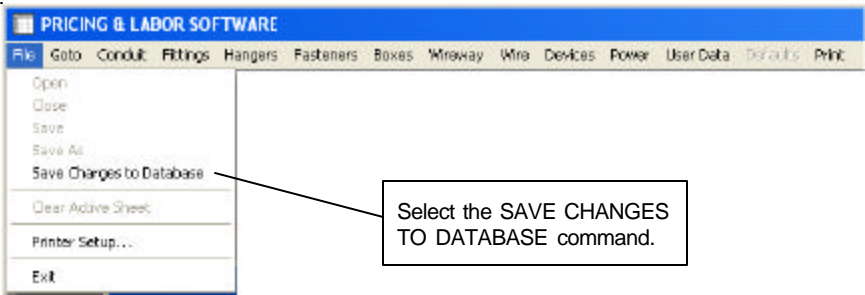 PRICING & LABOR SOFTWARE
File Goto Conduit Fittings Hangers Fasteners Boxes Wireway Wire Devices Power User Data Defaults Print
Open
Close
Save
Save As
Save Changes to Database
Clear Active Sheet
Printer Setup...
Exit
Select the SAVE CHANGES
TO DATABASE command.